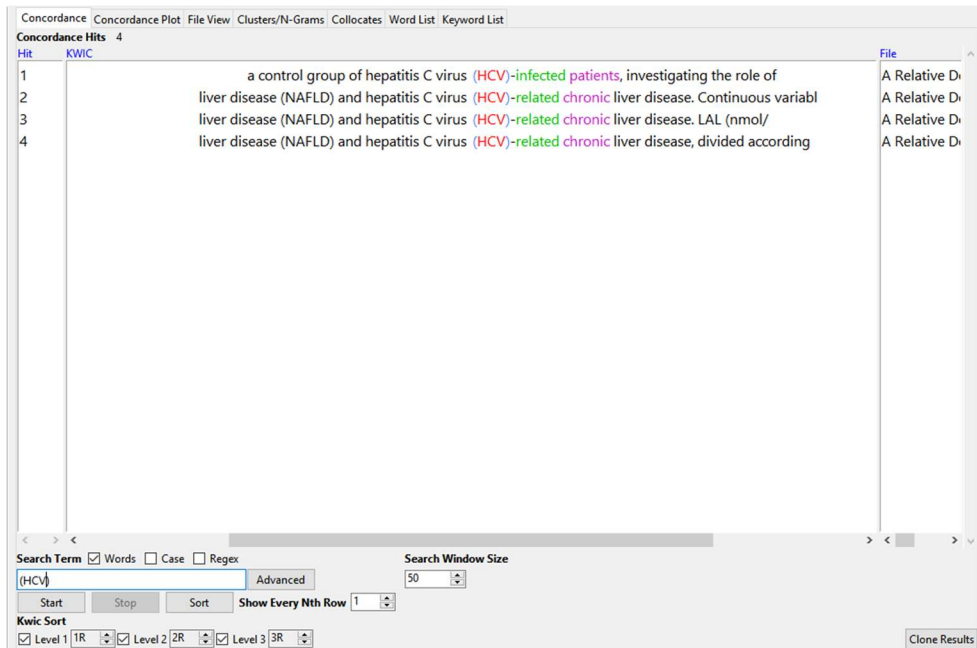 Concordance Concordance Plot File View Clusters/N-Grams Collocates Word List Keyword List
Concordance Hits 4
Hit KWIC File
1 a control group of hepatitis C virus (HCV)-infected patients, investigating the role of A Relative D
2 liver disease (NAFLD) and hepatitis C virus (HCV)-related chronic liver disease. Continuous variabl A Relative D
3 liver disease (NAFLD) and hepatitis C virus (HCV)-related chronic liver disease. LAL (nmol/ A Relative D
4 liver disease (NAFLD) and hepatitis C virus (HCV)-related chronic liver disease, divided according A Relative D
Search Term Words Case Regex Search Window Size
(HCV) Advanced 50
Start Stop Sort Show Every Nth Row 1
Kwic Sort
Level 1 1R Level 2 2R Level 3 3R Clone Results